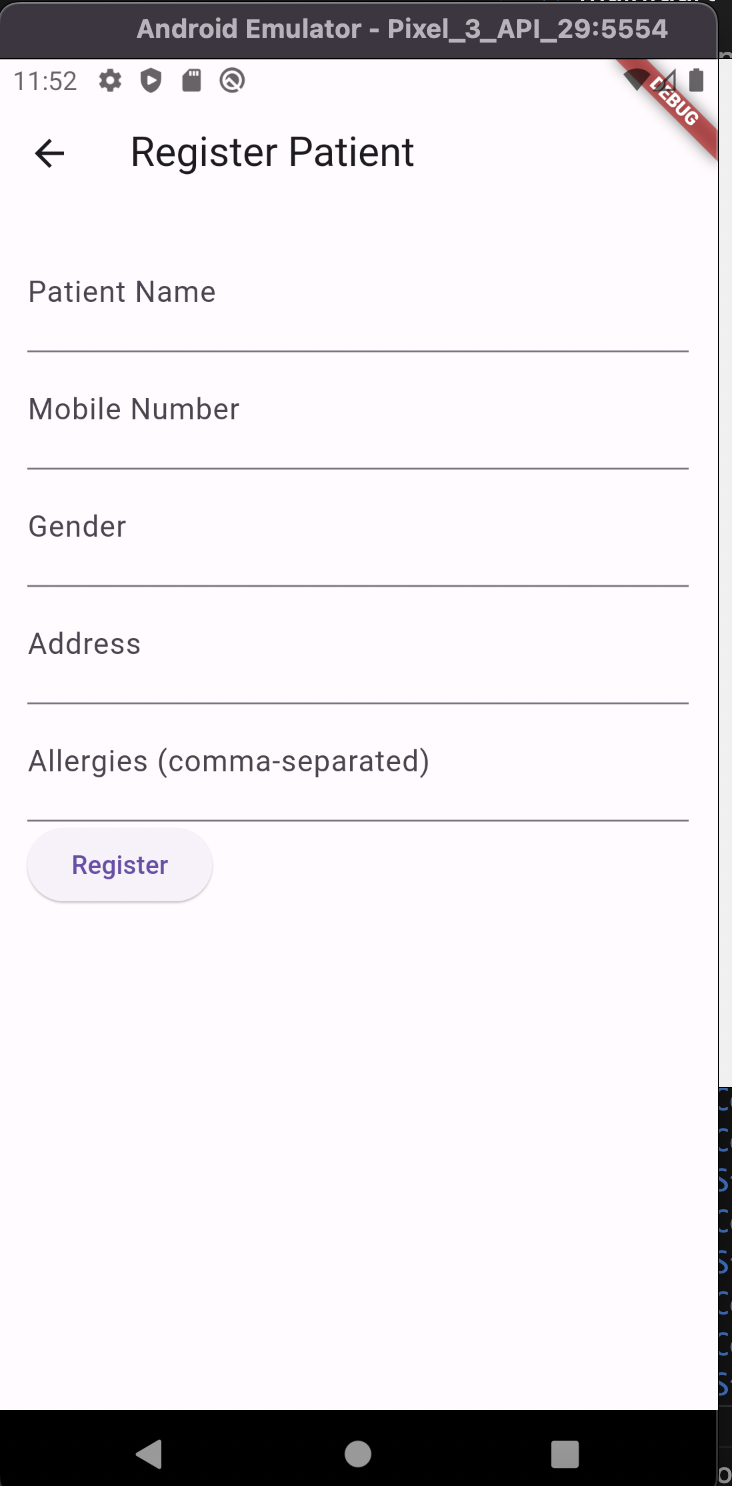 Android Emulator - Pixel_3_API_29:5554
11:52
DEBUG
Register Patient
Patient Name
Mobile Number
Gender
Address
Allergies (comma-separated)
Register